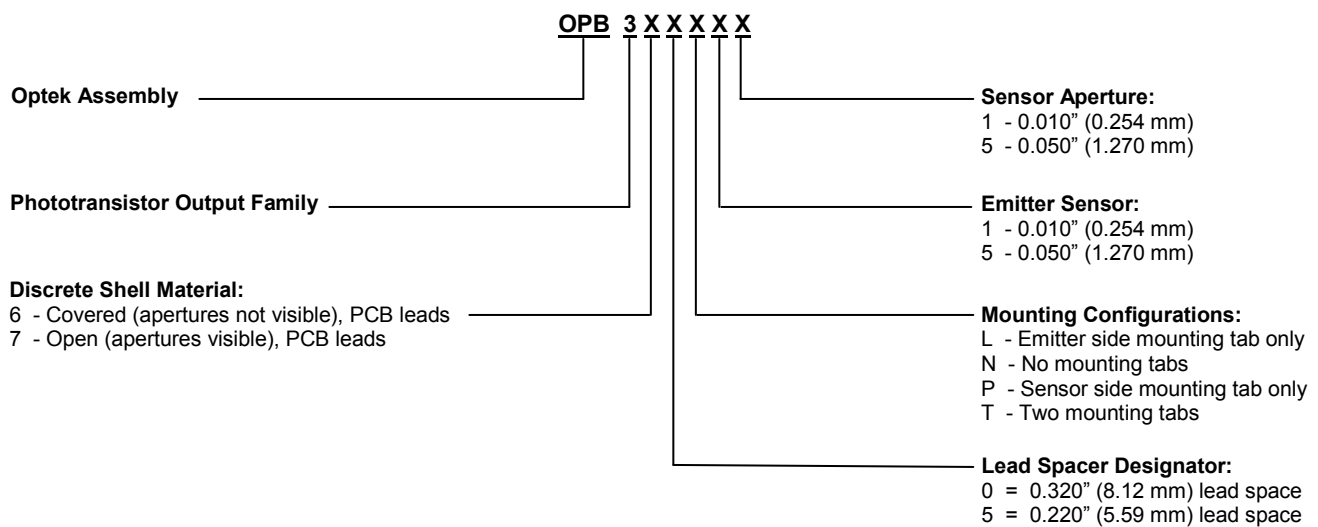 OPB 3 X X X X X
Optek Assembly
Phototransistor Output Family
Discrete Shell Material:
6 - Covered (apertures not visible), PCB leads
7 - Open (apertures visible), PCB leads
Sensor Aperture:
1 - 0.010” (0.254 mm)
5 - 0.050” (1.270 mm)
Emitter Sensor:
1 - 0.010” (0.254 mm)
5 - 0.050” (1.270 mm)
Mounting Configurations:
L - Emitter side mounting tab only
N - No mounting tabs
P - Sensor side mounting tab only
T - Two mounting tabs
Lead Spacer Designator:
0 = 0.320” (8.12 mm) lead space
5 = 0.220” (5.59 mm) lead space